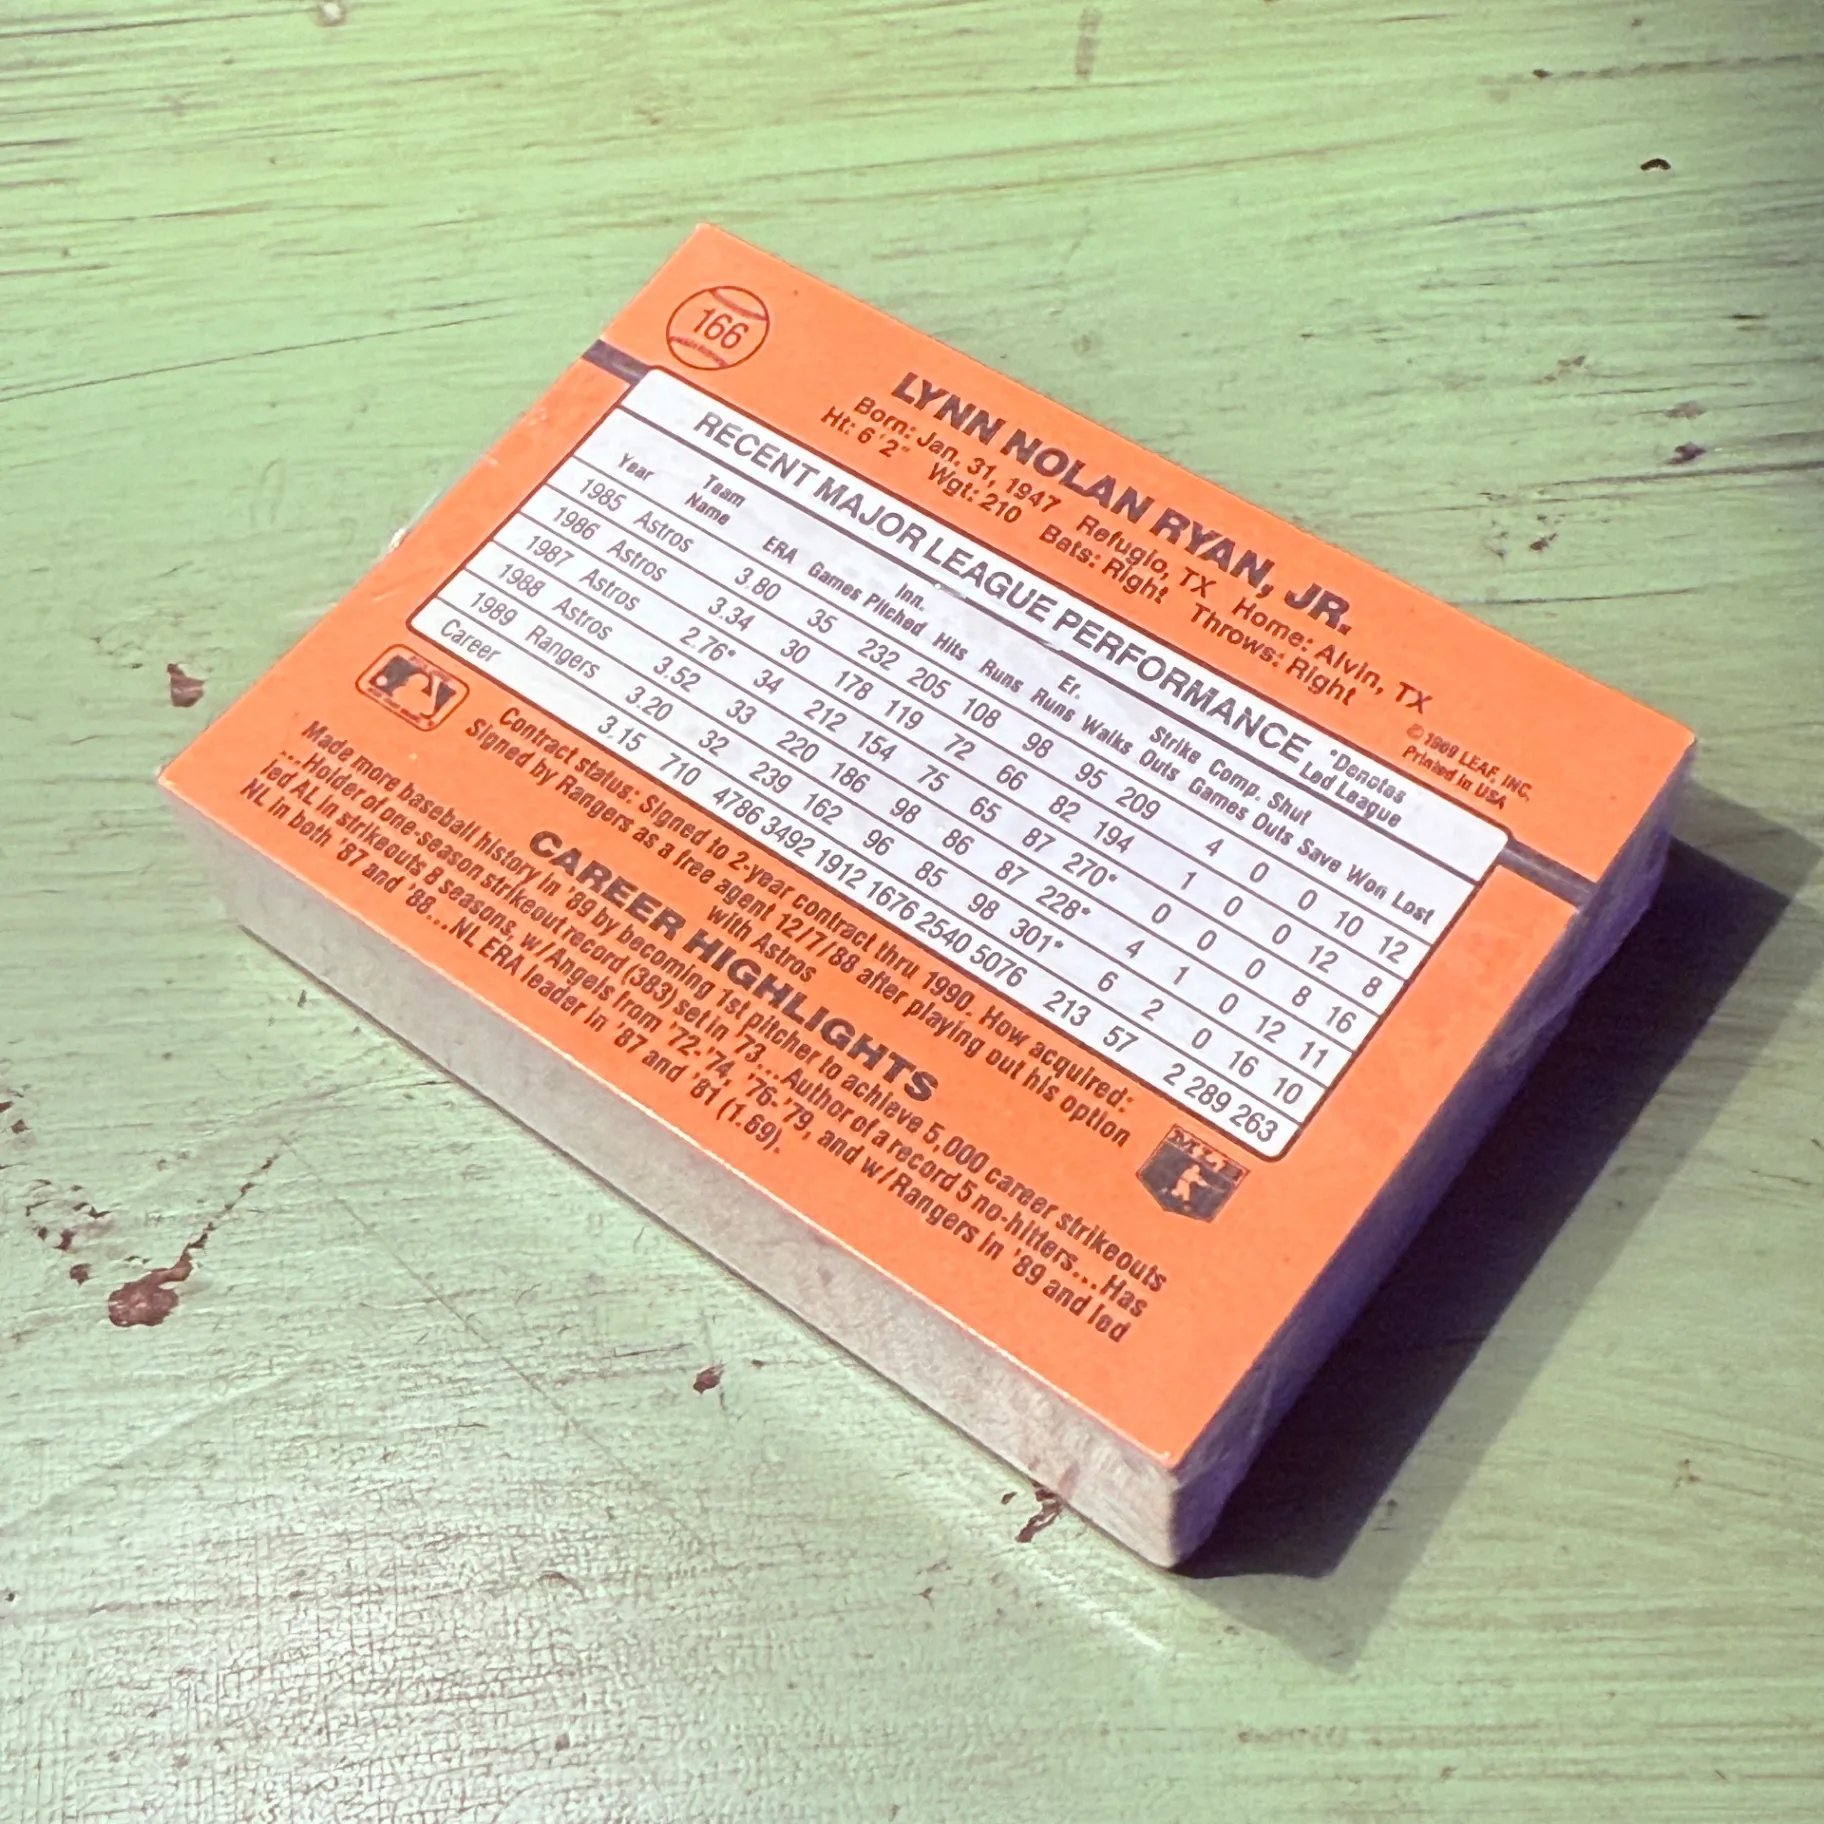 166
LYNN NOLAN RYAN, JR.
Born: Jan. 31, 1947 Refugio, TX Home: Alvin, TX
Ht: 6'2" Wgt: 210 Bats: Right Throws: Right
© 1989 LEAF, INC.
Printed in USA
RECENT MAJOR LEAGUE PERFORMANCE *Denotes
Led League
Team Inn. Er. Strike Comp. Shut
Year Name ERA Games Pitched Hits Runs Runs Walks Outs Games Outs Save Won Lost
1985 Astros 3.80 35 232 205 108 98 95 209 4 0 0 10 12
1986 Astros 3.34 30 178 119 72 66 82 194 1 0 0 12 8
1987 Astros 2.76* 34 212 154 75 65 87 270* 0 0 0 8 16
1988 Astros 3.52 33 220 186 98 86 87 228* 4 1 0 12 11
1989 Rangers 3.20 32 239 162 96 85 98 301* 6 2 0 16 10
Career 3.15 710 4786 3492 1912 1676 2540 5076 213 57 2 289 263
Contract status: Signed to 2-year contract thru 1990. How acquired:
Signed by Rangers as a free agent 12/7/88 after playing out his option
with Astros
CAREER HIGHLIGHTS
Made more baseball history in '89 by becoming 1st pitcher to achieve 5,000 career strikeouts
...Holder of one-season strikeout record (383) set in '73...Author of a record 5 no-hitters...Has
led AL in strikeouts 8 seasons, w/Angels from '72-'74, '76-'79, and w/Rangers in '89 and led
NL in both '87 and '88...NL ERA leader in '87 and '81 (1.69).